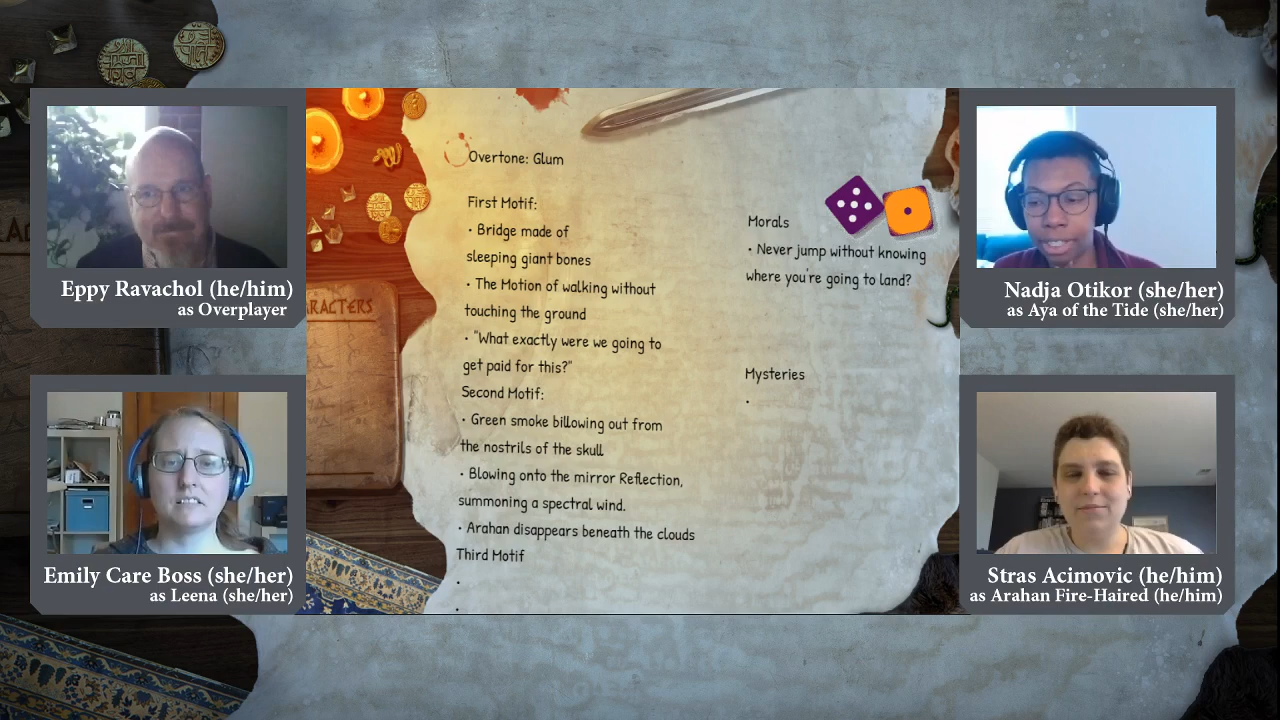 Eppy Ravachol (he/him)
as Overplayer
Emily Care Boss (she/her)
as Leena (she/her)
RACTERS
Overtone: Glum
First Motif:
• Bridge made of
sleeping giant bones
• The Motion of walking without
touching the ground
• "What exactly were we going to
get paid for this?"
Second Motif:
• Green smoke billowing out from
the nostrils of the skull
• Blowing onto the mirror Reflection,
summoning a spectral wind.
• Arahan disappears beneath the clouds
Third Motif
•
•
Morals
• Never jump without knowing
where you're going to land?
Mysteries
•
Nadja Otikor (she/her)
as Aya of the Tide (she/her)
Stras Acimovic (he/him)
as Arahan Fire-Haired (he/him)